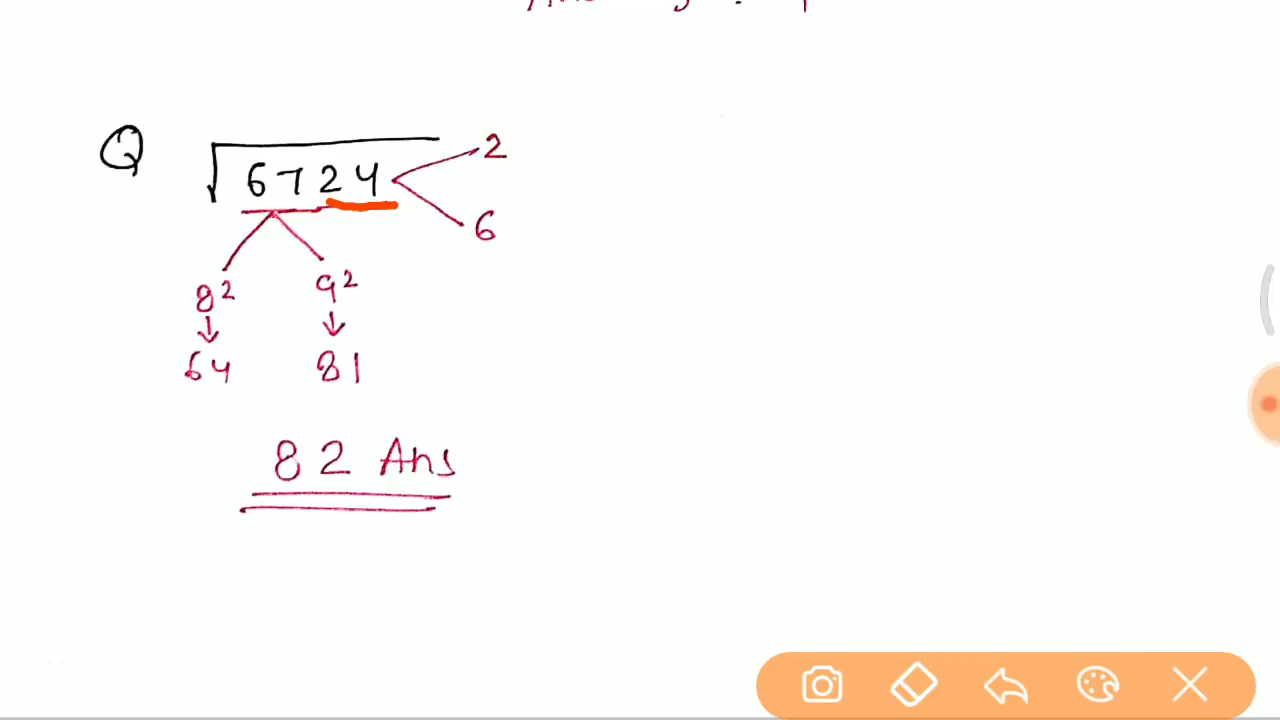 Q √6724 2
6
8² 9²
↓ ↓
64 81
82 Ans